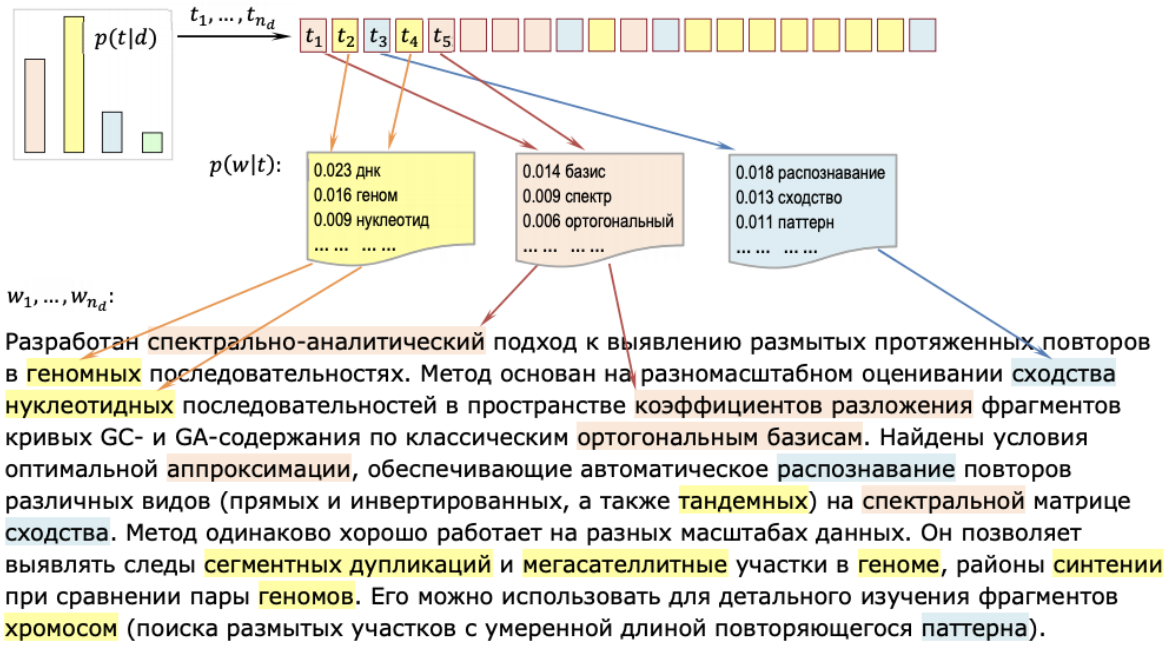 p(t|d)
t₁, …, t_{n_d}
t₁ t₂ t₃ t₄ t₅
p(w|t):
0.023 днк
0.016 геном
0.009 нуклеотид
… … … …
0.014 базис
0.009 спектр
0.006 ортогональный
… … … …
0.018 распознавание
0.013 сходство
0.011 паттерн
… … … …
w₁, …, w_{n_d}:
Разработан спектрально-аналитический подход к выявлению размытых протяженных повторов
в геномных последовательностях. Метод основан на разномасштабном оценивании сходства
нуклеотидных последовательностей в пространстве коэффициентов разложения фрагментов
кривых GC- и GA-содержания по классическим ортогональным базисам. Найдены условия
оптимальной аппроксимации, обеспечивающие автоматическое распознавание повторов
различных видов (прямых и инвертированных, а также тандемных) на спектральной матрице
сходства. Метод одинаково хорошо работает на разных масштабах данных. Он позволяет
выявлять следы сегментных дупликаций и мегасателлитные участки в геноме, районы синтении
при сравнении пары геномов. Его можно использовать для детального изучения фрагментов
хромосом (поиска размытых участков с умеренной длиной повторяющегося паттерна).